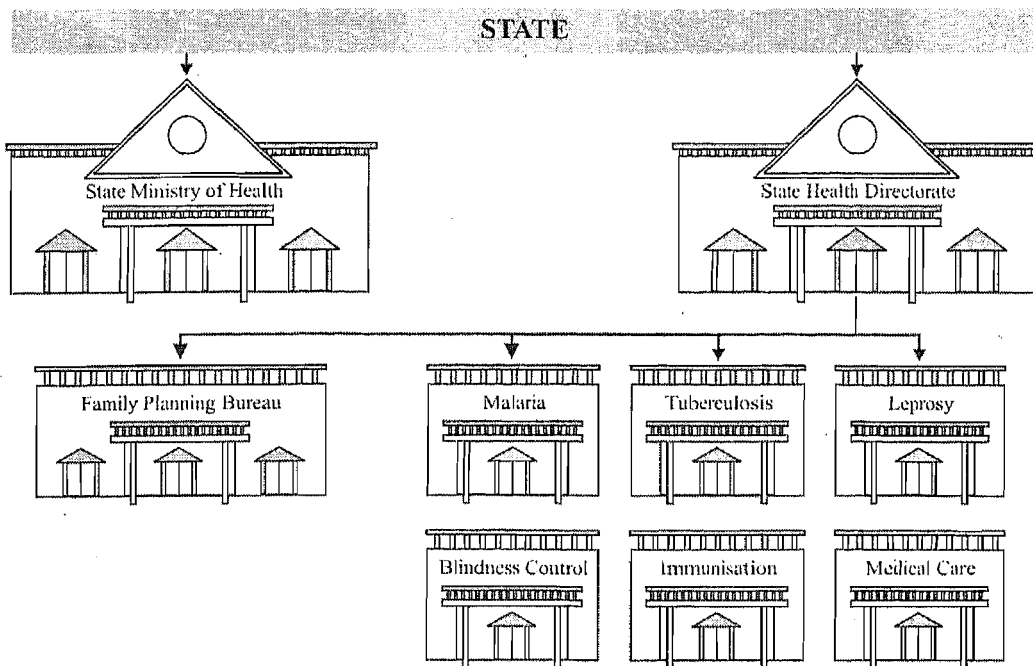 STATE
State Ministry of Health
State Health Directorate
Family Planning Bureau
Malaria
Tuberculosis
Leprosy
Blindness Control
Immunisation
Medical Care